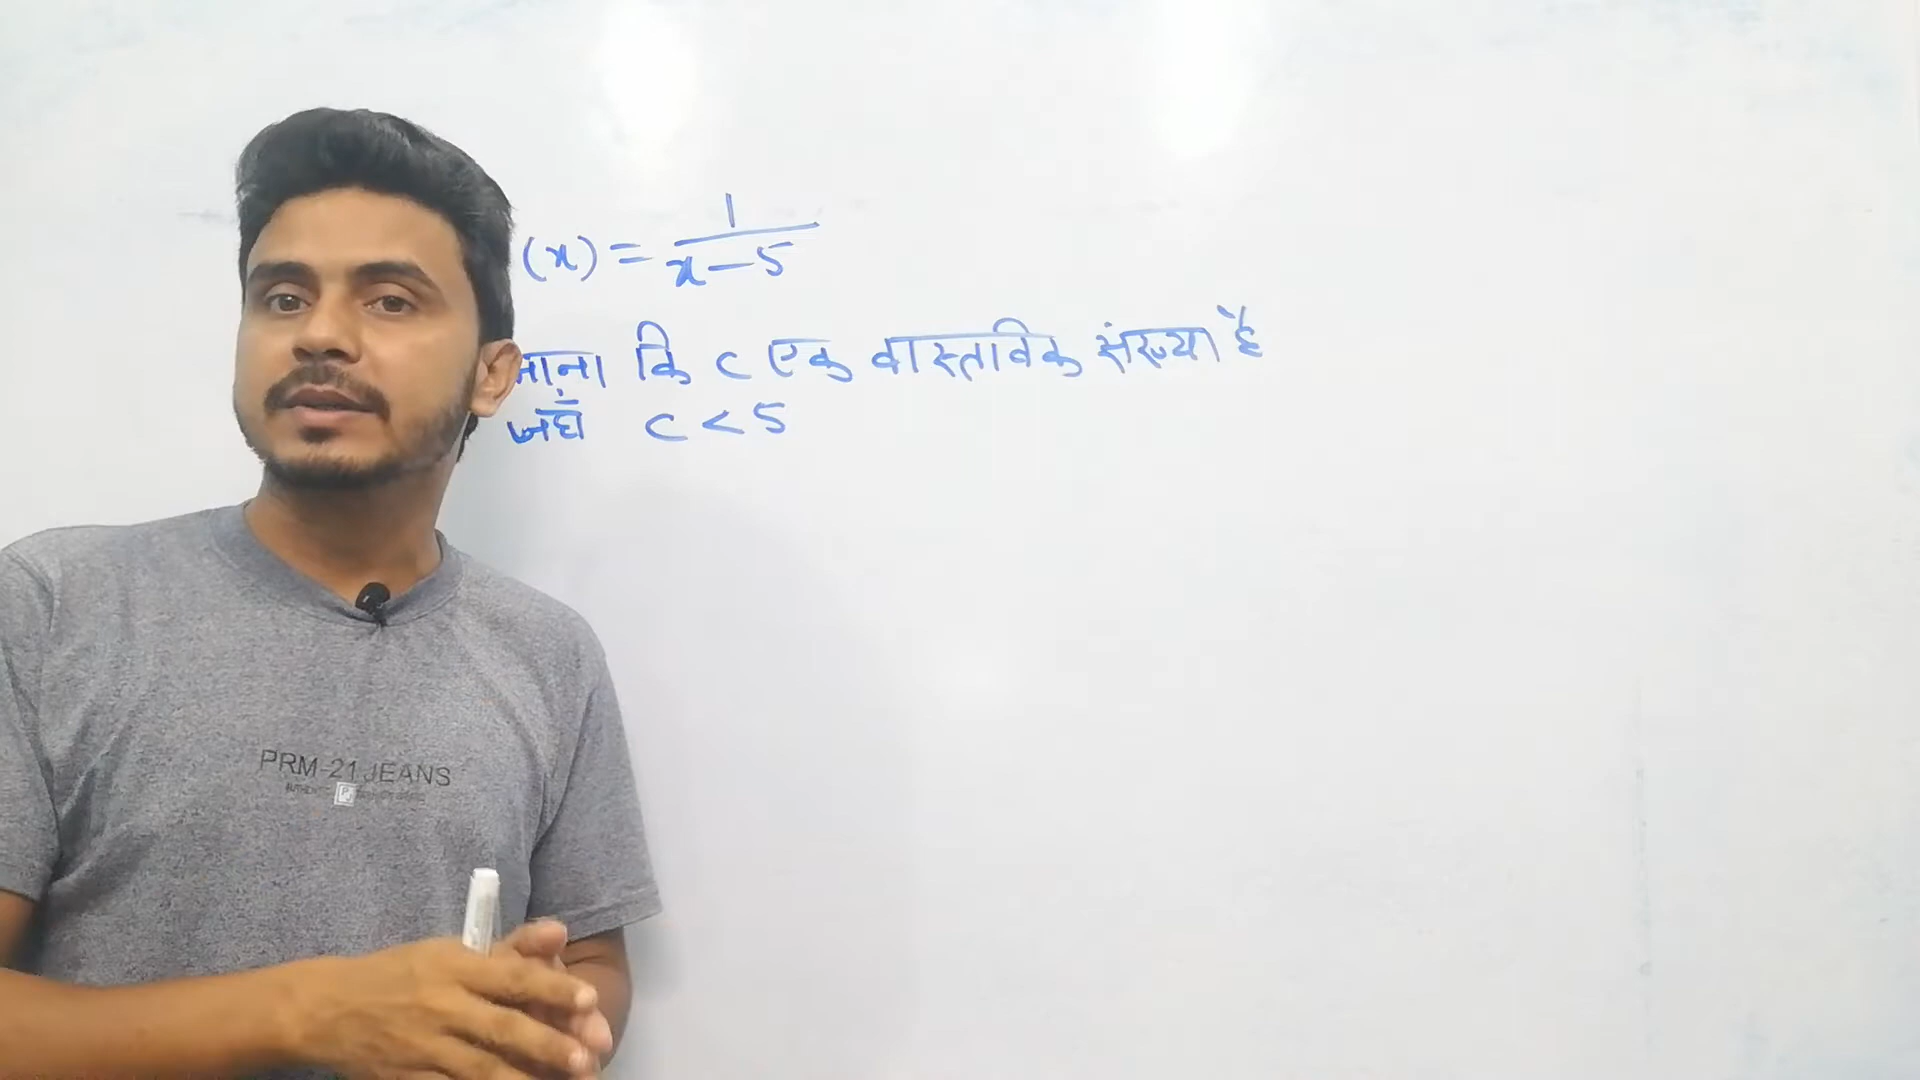 (x) = 1/(x-5)
माना कि c एक वास्तविक संख्या है
जहाँ c < 5
PRM-21 JEANS